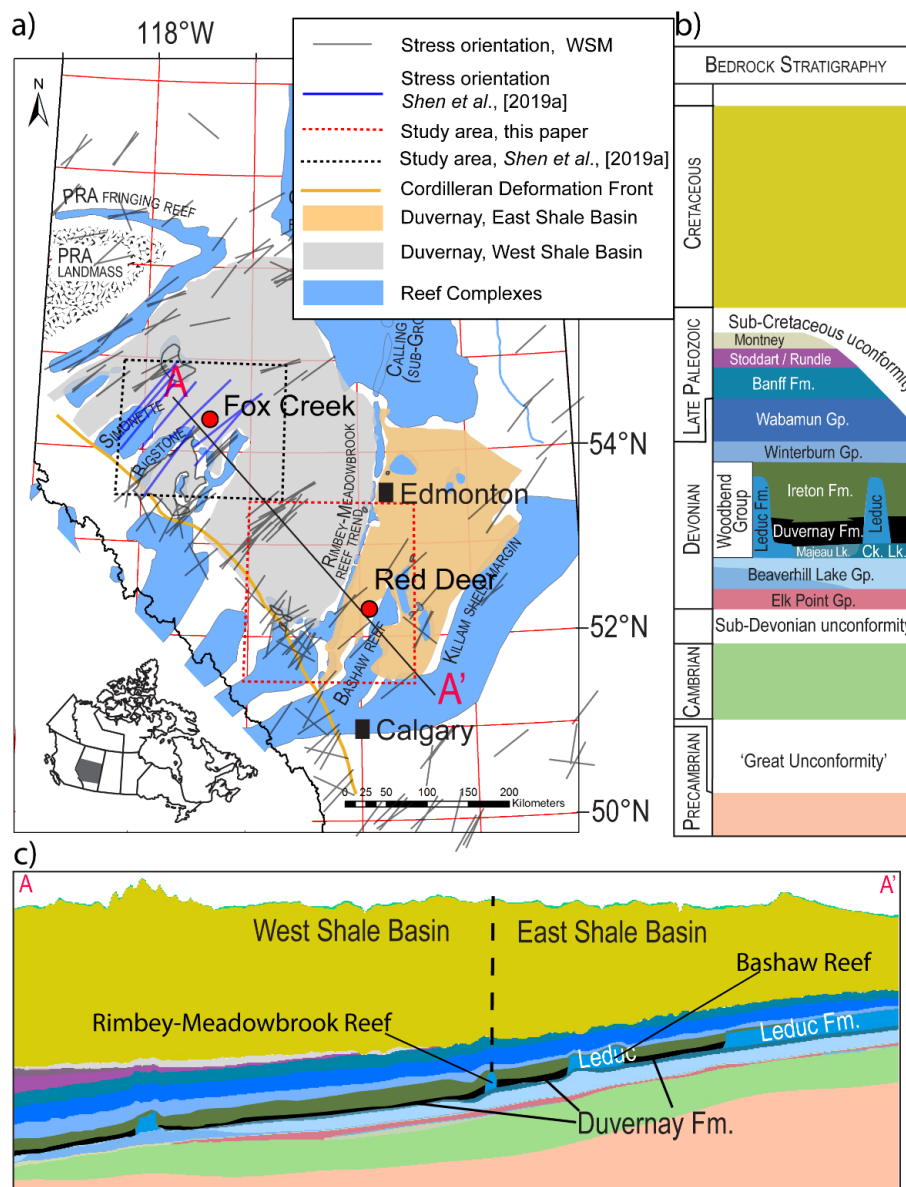 a)
118°W
N
Stress orientation, WSM
Stress orientation
Shen et al., [2019a]
Study area, this paper
Study area, Shen et al., [2019a]
Cordilleran Deformation Front
Duvernay, East Shale Basin
Duvernay, West Shale Basin
Reef Complexes
PRA FRINGING REEF
PRA
LANDMASS
CALLING
(SUB-GRO
A
Fox Creek
SIMONETTE
BIGSTONE
54°N
RIMBEY-MEADOWBROOK
REEF TREND
Edmonton
Red Deer
KILLAM SHELF MARGIN
52°N
BASHAW REEF
A'
Calgary
0 25 50 100 150 200
Kilometers
50°N
b)
BEDROCK STRATIGRAPHY
CRETACEOUS
LATE PALEOZOIC
Sub-Cretaceous uconformity
Montney
Stoddart / Rundle
Banff Fm.
Wabamun Gp.
DEVONIAN
Winterburn Gp.
Woodbend
Group
Leduc Fm.
Ireton Fm.
Leduc
Duvernay Fm.
Majeau Lk.
Ck. Lk.
Beaverhill Lake Gp.
Elk Point Gp.
Sub-Devonian unconformity
CAMBRIAN
PRECAMBRIAN
'Great Unconformity'
c)
A
A'
West Shale Basin
East Shale Basin
Bashaw Reef
Rimbey-Meadowbrook Reef
Leduc
Leduc Fm.
Duvernay Fm.